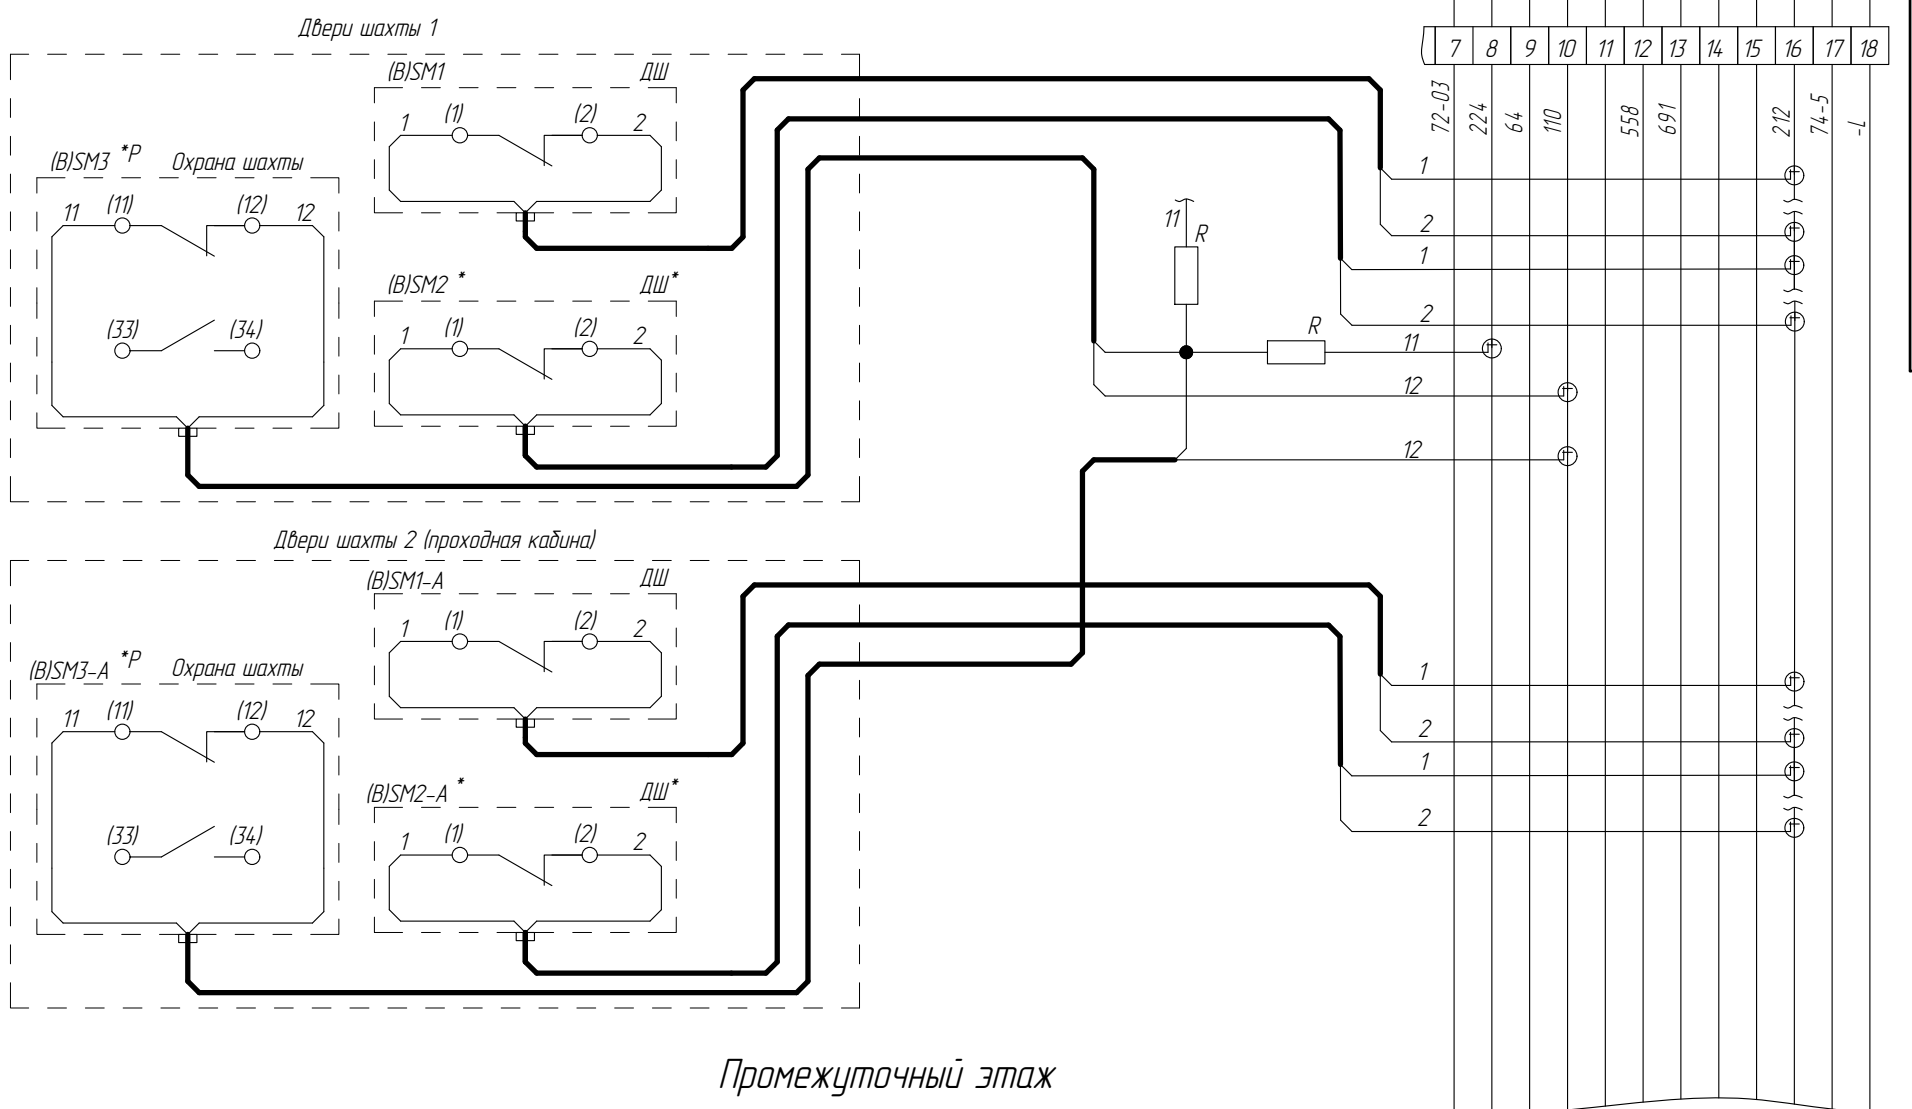 Двери шахты 1
7 8 9 10 11 12 13 14 15 16 17 18
72-03 224 64 110 558 691 212 74-5 -L
(B)SM1 ДШ
1 (1) (2) 2
(B)SM3 *P Охрана шахты
11 (11) (12) 12
(33) (34)
(B)SM2 * ДШ*
1 (1) (2) 2
11 R
R 11
12
12
1
2
1
2
Двери шахты 2 (проходная кабина)
(B)SM1-A ДШ
1 (1) (2) 2
(B)SM3-A *P Охрана шахты
11 (11) (12) 12
(33) (34)
(B)SM2-A * ДШ*
1 (1) (2) 2
1
2
1
2
Промежуточный этаж